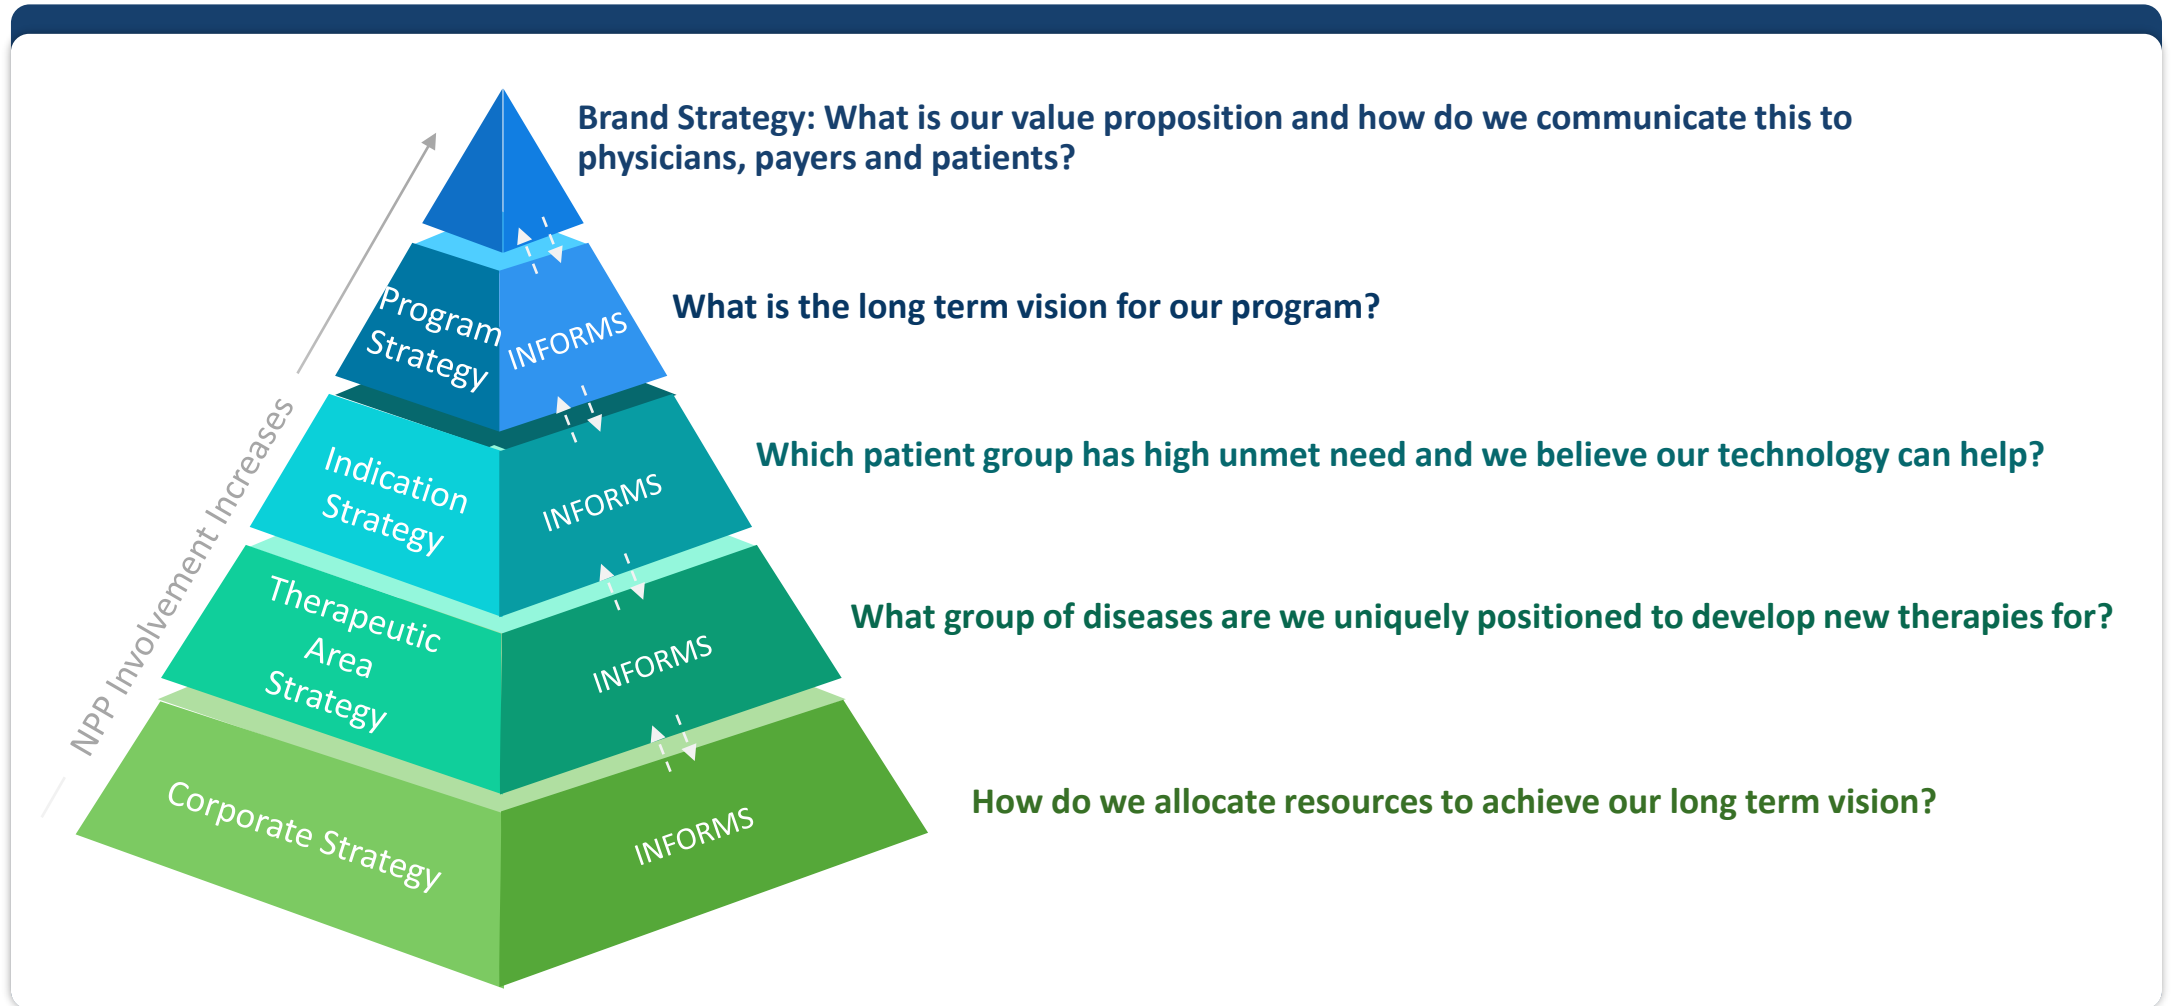 Brand Strategy: What is our value proposition and how do we communicate this to
physicians, payers and patients?
Program
Strategy
INFORMS
What is the long term vision for our program?
Indication
Strategy
INFORMS
Which patient group has high unmet need and we believe our technology can help?
Therapeutic
Area
Strategy
INFORMS
What group of diseases are we uniquely positioned to develop new therapies for?
Corporate Strategy
INFORMS
How do we allocate resources to achieve our long term vision?
NPP Involvement Increases